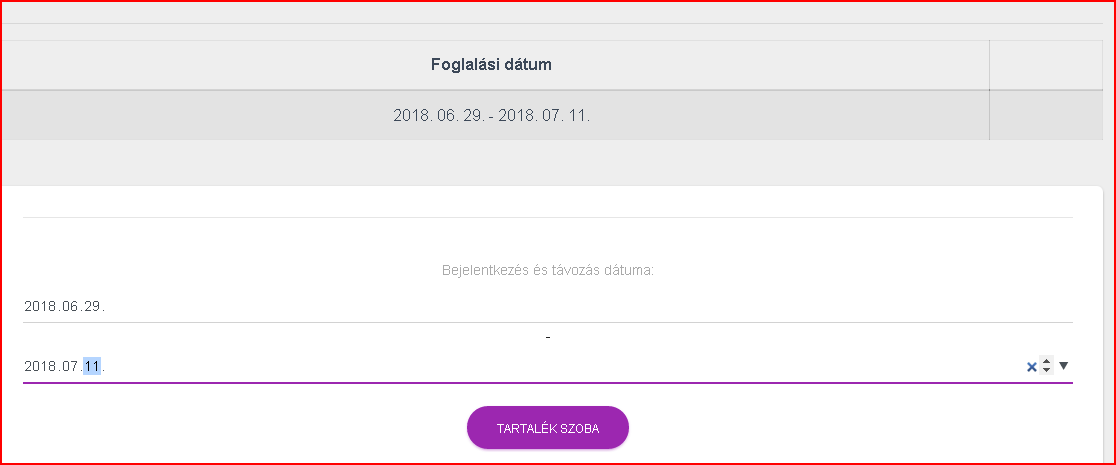 Foglalási dátum
2018. 06. 29. - 2018. 07. 11.
Bejelentkezés és távozás dátuma:
2018.06.29.
-
2018.07.11.
TARTALÉK SZOBA